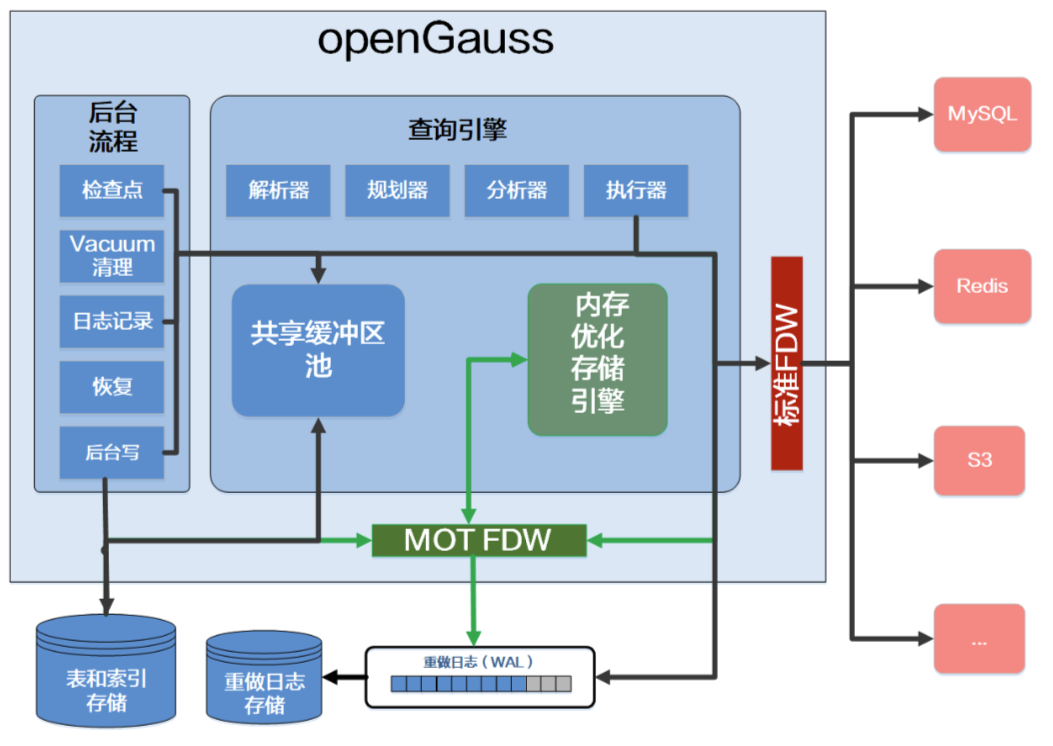 openGauss
后台
流程
检查点
Vacuum
清理
日志记录
恢复
后台写
查询引擎
解析器
规划器
分析器
执行器
共享缓冲区
池
内存
优化
存储
引擎
标准FDW
MySQL
Redis
S3
...
MOT FDW
重做日志（WAL）
表和索引
存储
重做日志
存储